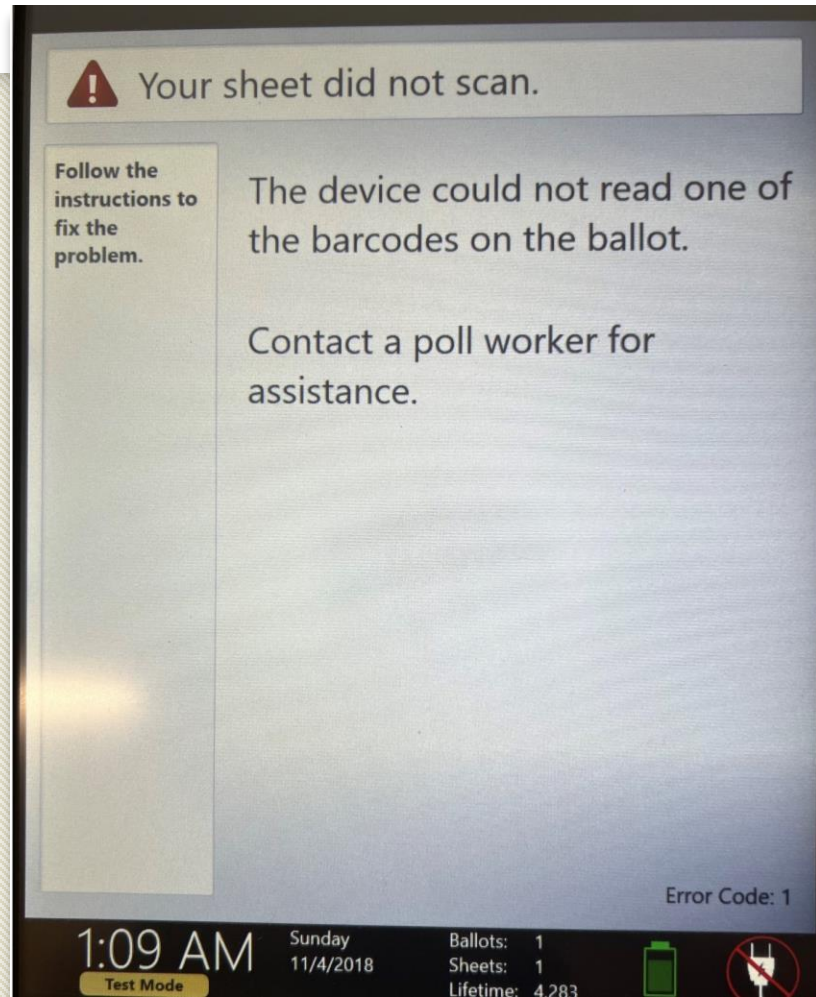 Your sheet did not scan.
Follow the
instructions to
fix the
problem.
The device could not read one of
the barcodes on the ballot.
Contact a poll worker for
assistance.
Error Code: 1
1:09 AM
Test Mode
Sunday
11/4/2018
Ballots: 1
Sheets: 1
Lifetime: 4,283